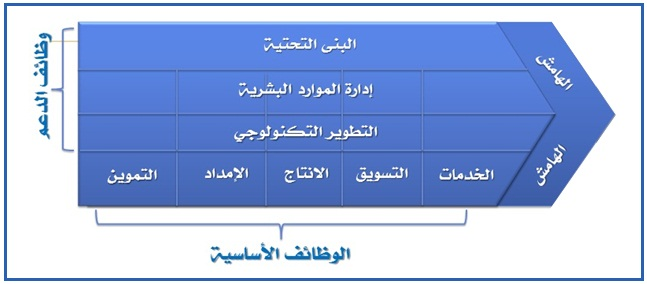 وظائف الدعم
البنى التحتية
إدارة الموارد البشرية
التطوير التكنولوجي
الخدمات
التسويق
الانتاج
الإمداد
التموين
الهامش
الهامش
الوظائف الأساسية